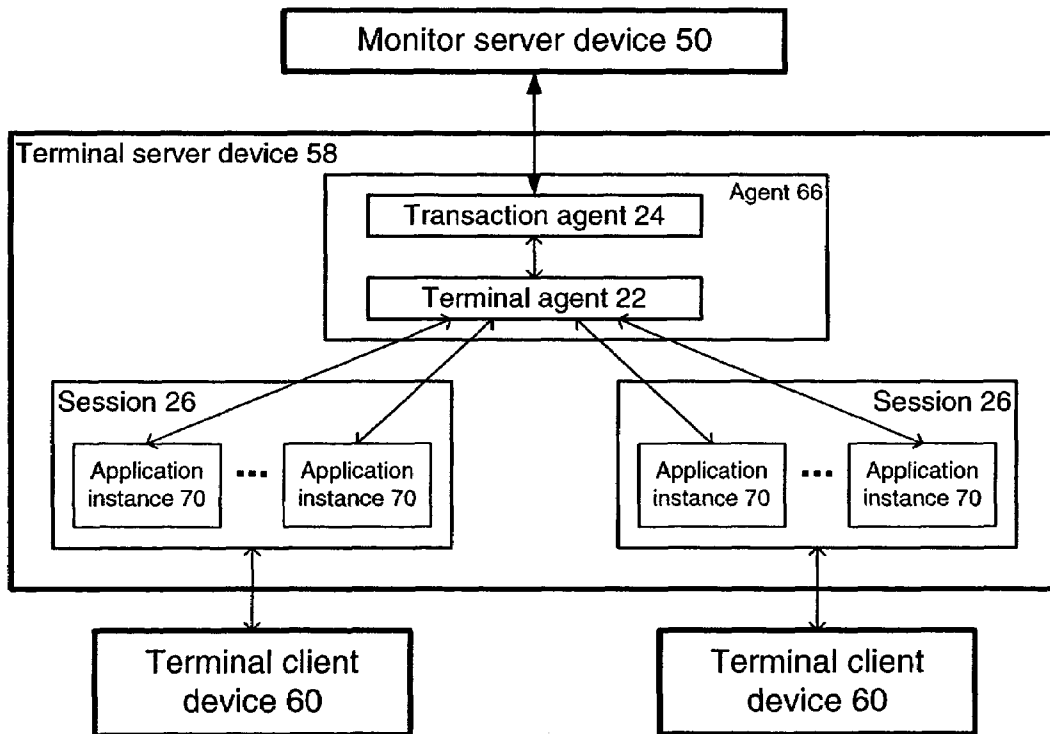 Monitor server device 50
Terminal server device 58
Agent 66
Transaction agent 24
Terminal agent 22
Session 26
Session 26
Application
instance 70
...
Application
instance 70
Application
instance 70
...
Application
instance 70
Terminal client
device 60
Terminal client
device 60